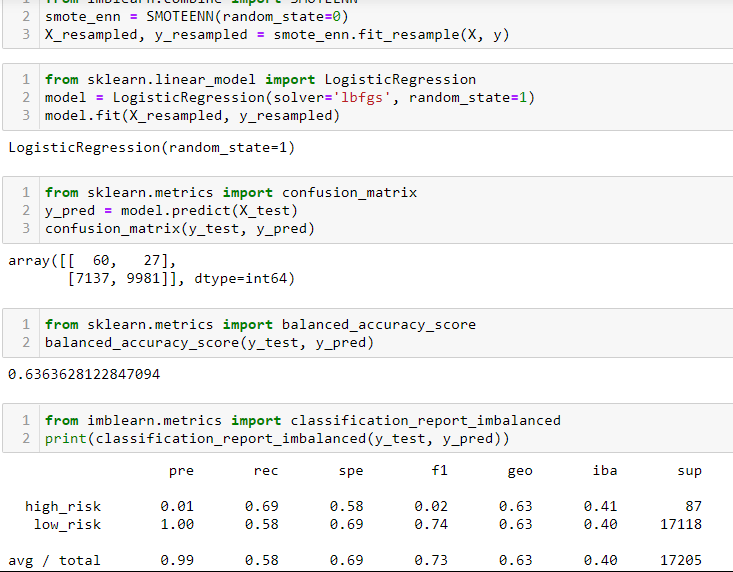 2 smote_enn = SMOTEENN(random_state=0)
3 X_resampled, y_resampled = smote_enn.fit_resample(X, y)
1 from sklearn.linear_model import LogisticRegression
2 model = LogisticRegression(solver='lbfgs', random_state=1)
3 model.fit(X_resampled, y_resampled)
LogisticRegression(random_state=1)
1 from sklearn.metrics import confusion_matrix
2 y_pred = model.predict(X_test)
3 confusion_matrix(y_test, y_pred)
array([[  60,   27],
       [7137, 9981]], dtype=int64)
1 from sklearn.metrics import balanced_accuracy_score
2 balanced_accuracy_score(y_test, y_pred)
0.6363628122847094
1 from imblearn.metrics import classification_report_imbalanced
2 print(classification_report_imbalanced(y_test, y_pred))
pre rec spe f1 geo iba sup
high_risk 0.01 0.69 0.58 0.02 0.63 0.41 87
low_risk 1.00 0.58 0.69 0.74 0.63 0.40 17118
avg / total 0.99 0.58 0.69 0.73 0.63 0.40 17205